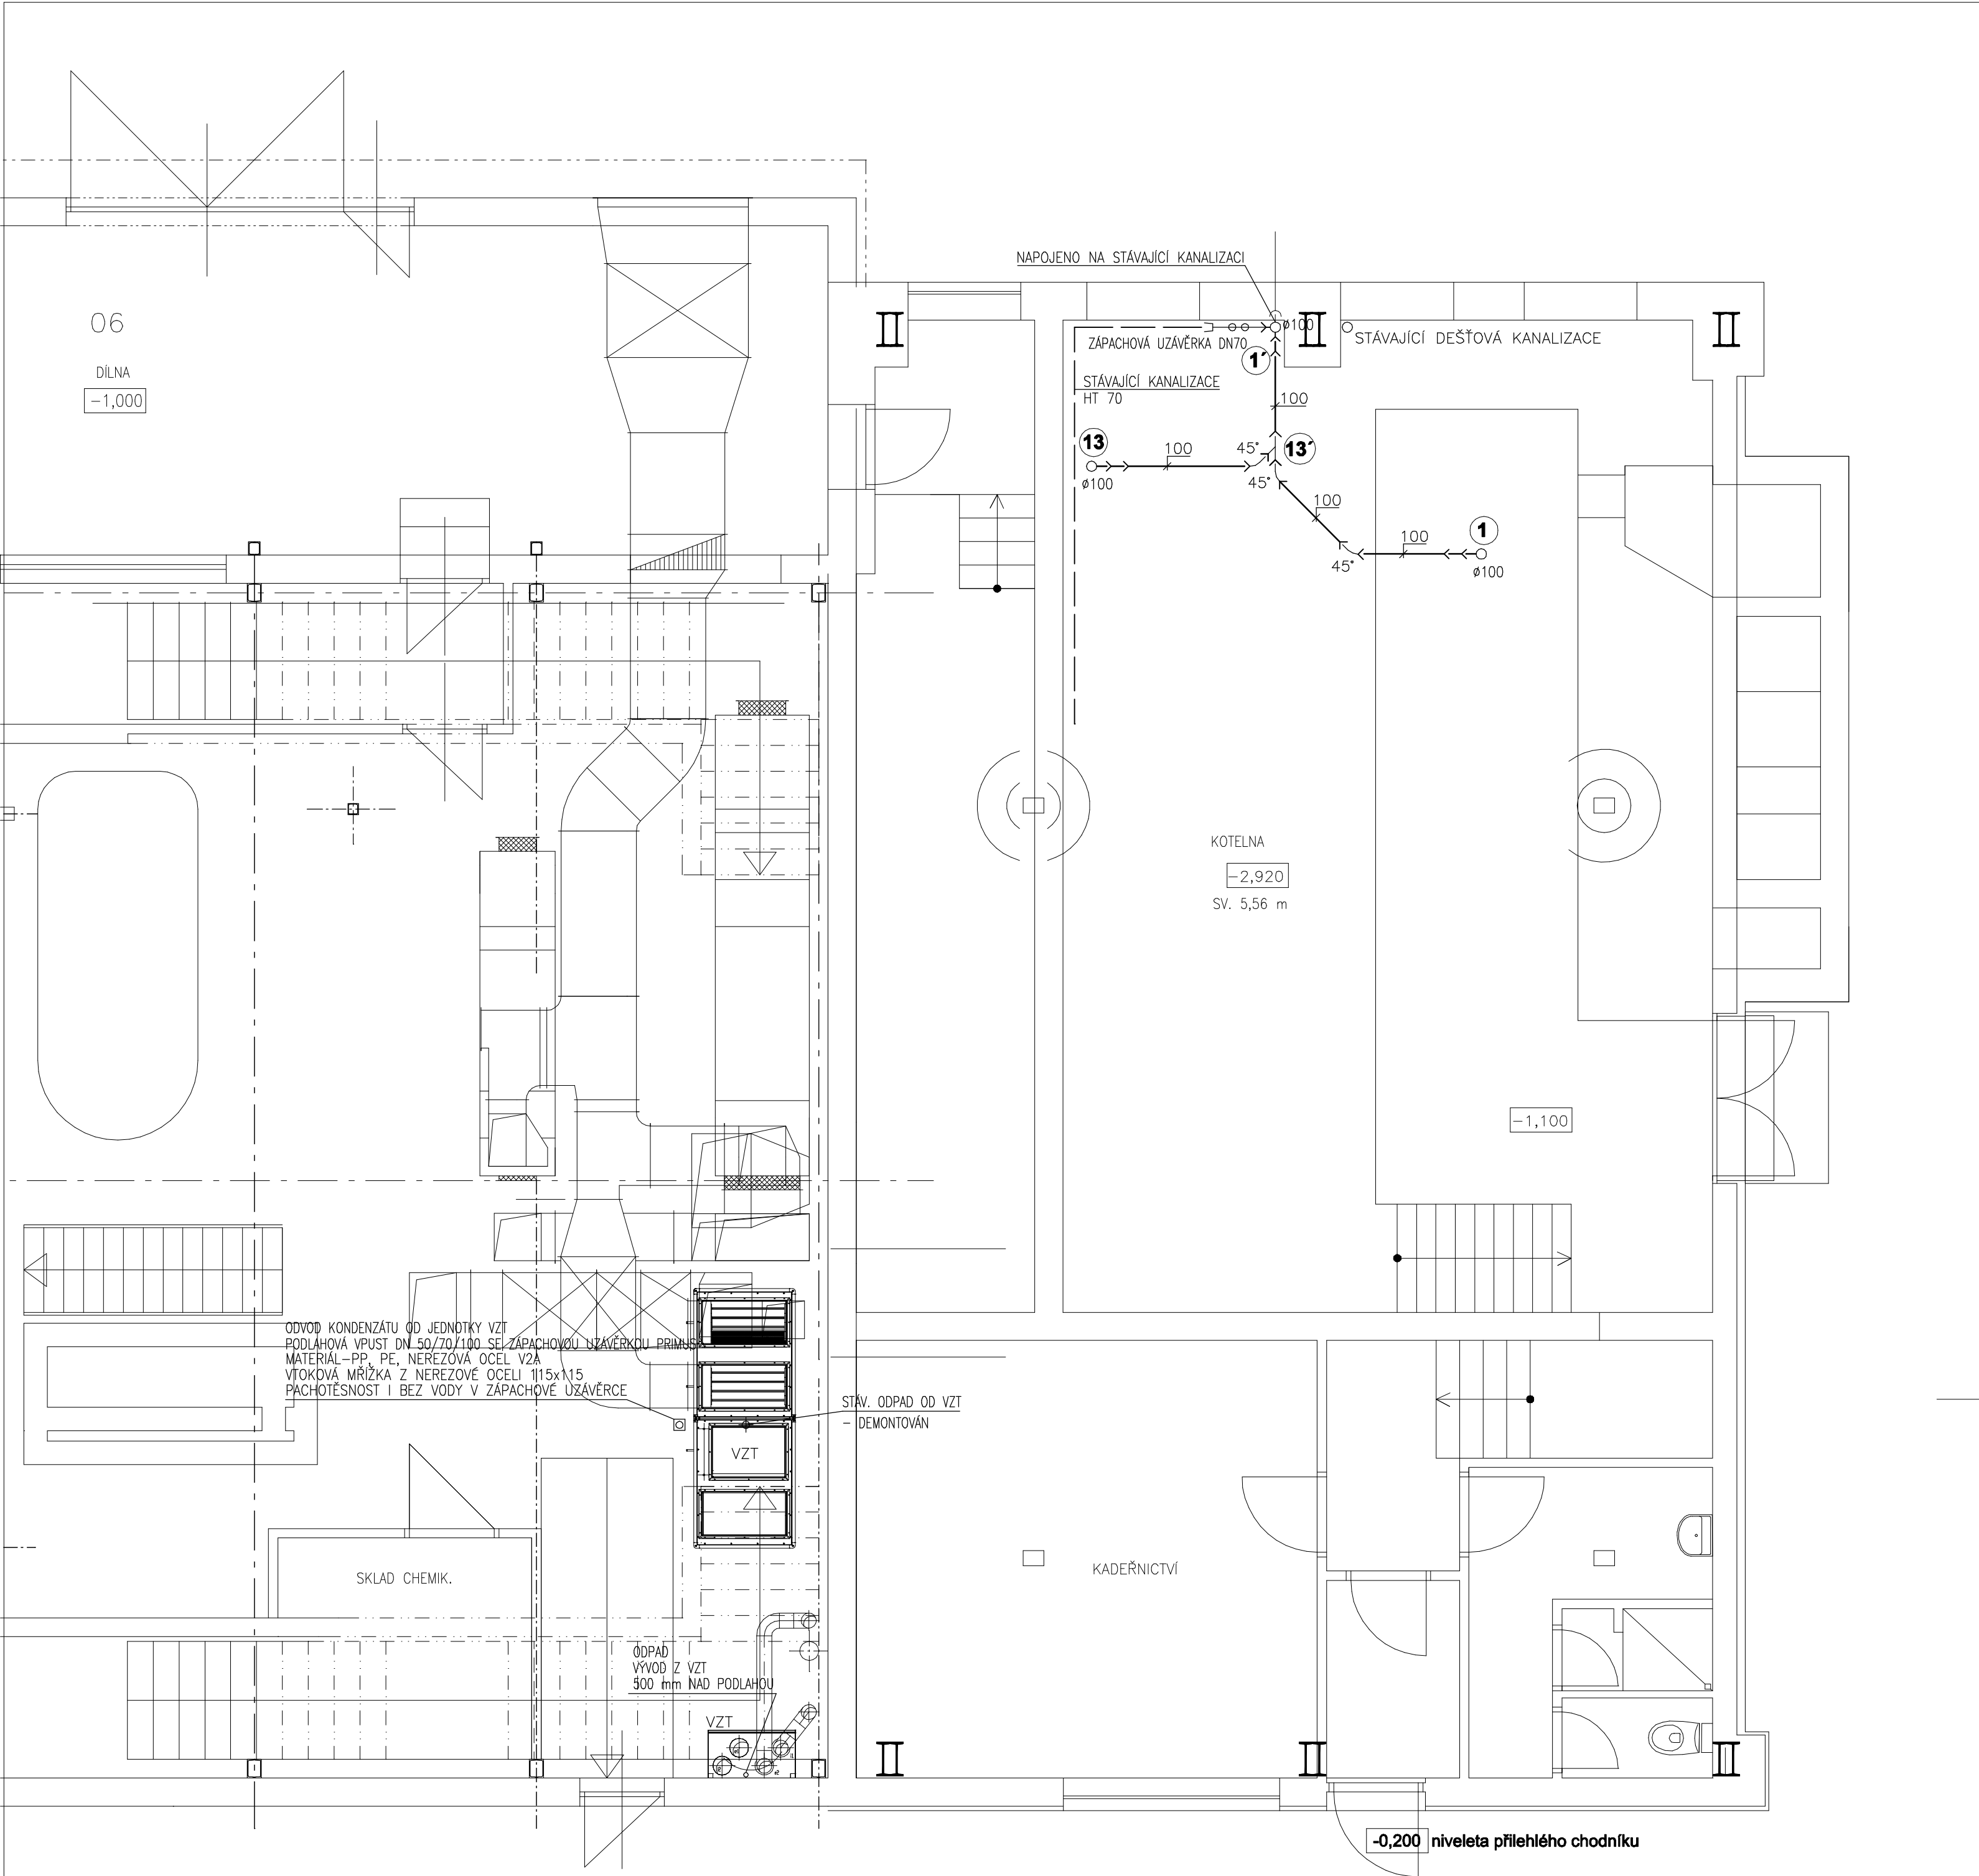 NAPOJENO NA STÁVAJÍCÍ KANALIZACI
ø100
ZÁPACHOVÁ UZÁVĚRKA DN70
STÁVAJÍCÍ DEŠŤOVÁ KANALIZACE
1´
STÁVAJÍCÍ KANALIZACE
HT 70
100
06
DÍLNA
-1,000
13
100
45°
13´
ø100
45°
100
100
1
45°
ø100
KOTELNA
-2,920
SV. 5,56 m
-1,100
ODVOD KONDENZÁTU OD JEDNOTKY VZT
PODLAHOVÁ VPUST DN 50/70/100 SE ZÁPACHOVOU UZÁVĚRKOU PRIMUS
MATERIÁL-PP, PE, NEREZOVÁ OCEL V2A
VTOKOVÁ MŘÍŽKA Z NEREZOVÉ OCELI 115x115
PACHOTĚSNOST I BEZ VODY V ZÁPACHOVÉ UZÁVĚRCE
STÁV. ODPAD OD VZT
- DEMONTOVÁN
VZT
SKLAD CHEMIK.
KADEŘNICTVÍ
ODPAD
VÝVOD Z VZT
500 mm NAD PODLAHOU
VZT
-0,200 niveleta přilehlého chodníku